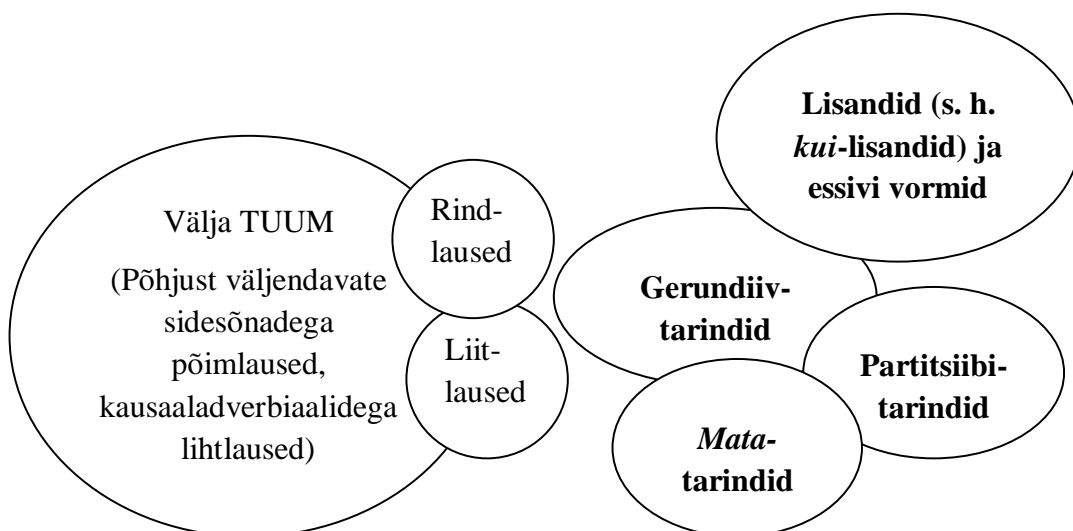 Välja TUUM
(Põhjust väljendavate
sidesõnadega
põimlaused,
kausaaladverbiaalidega
lihtlaused)
Rind-
laused
Liit-
laused
Lisandid (s. h.
kui-lisandid) ja
essivi vormid
Gerundiiv-
tarindid
Partitsiibi-
tarindid
Mata-
tarindid